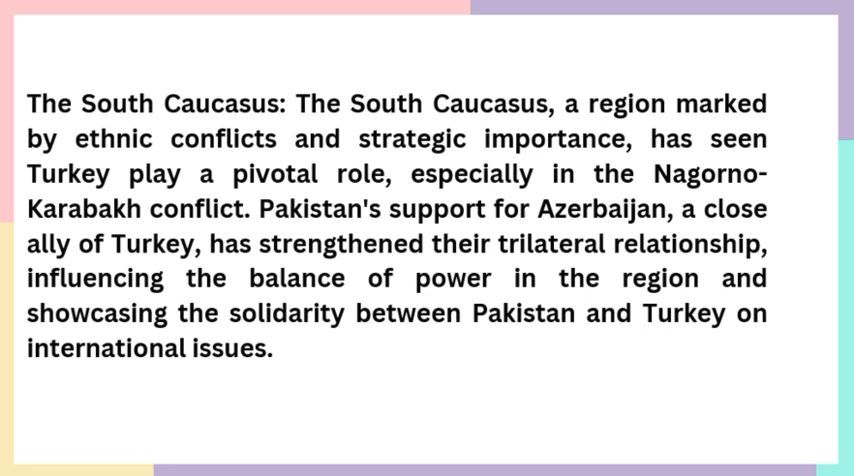 The South Caucasus: The South Caucasus, a region marked
by ethnic conflicts and strategic importance, has seen
Turkey play a pivotal role, especially in the Nagorno-
Karabakh conflict. Pakistan's support for Azerbaijan, a close
ally of Turkey, has strengthened their trilateral relationship,
influencing the balance of power in the region and
showcasing the solidarity between Pakistan and Turkey on
international issues.